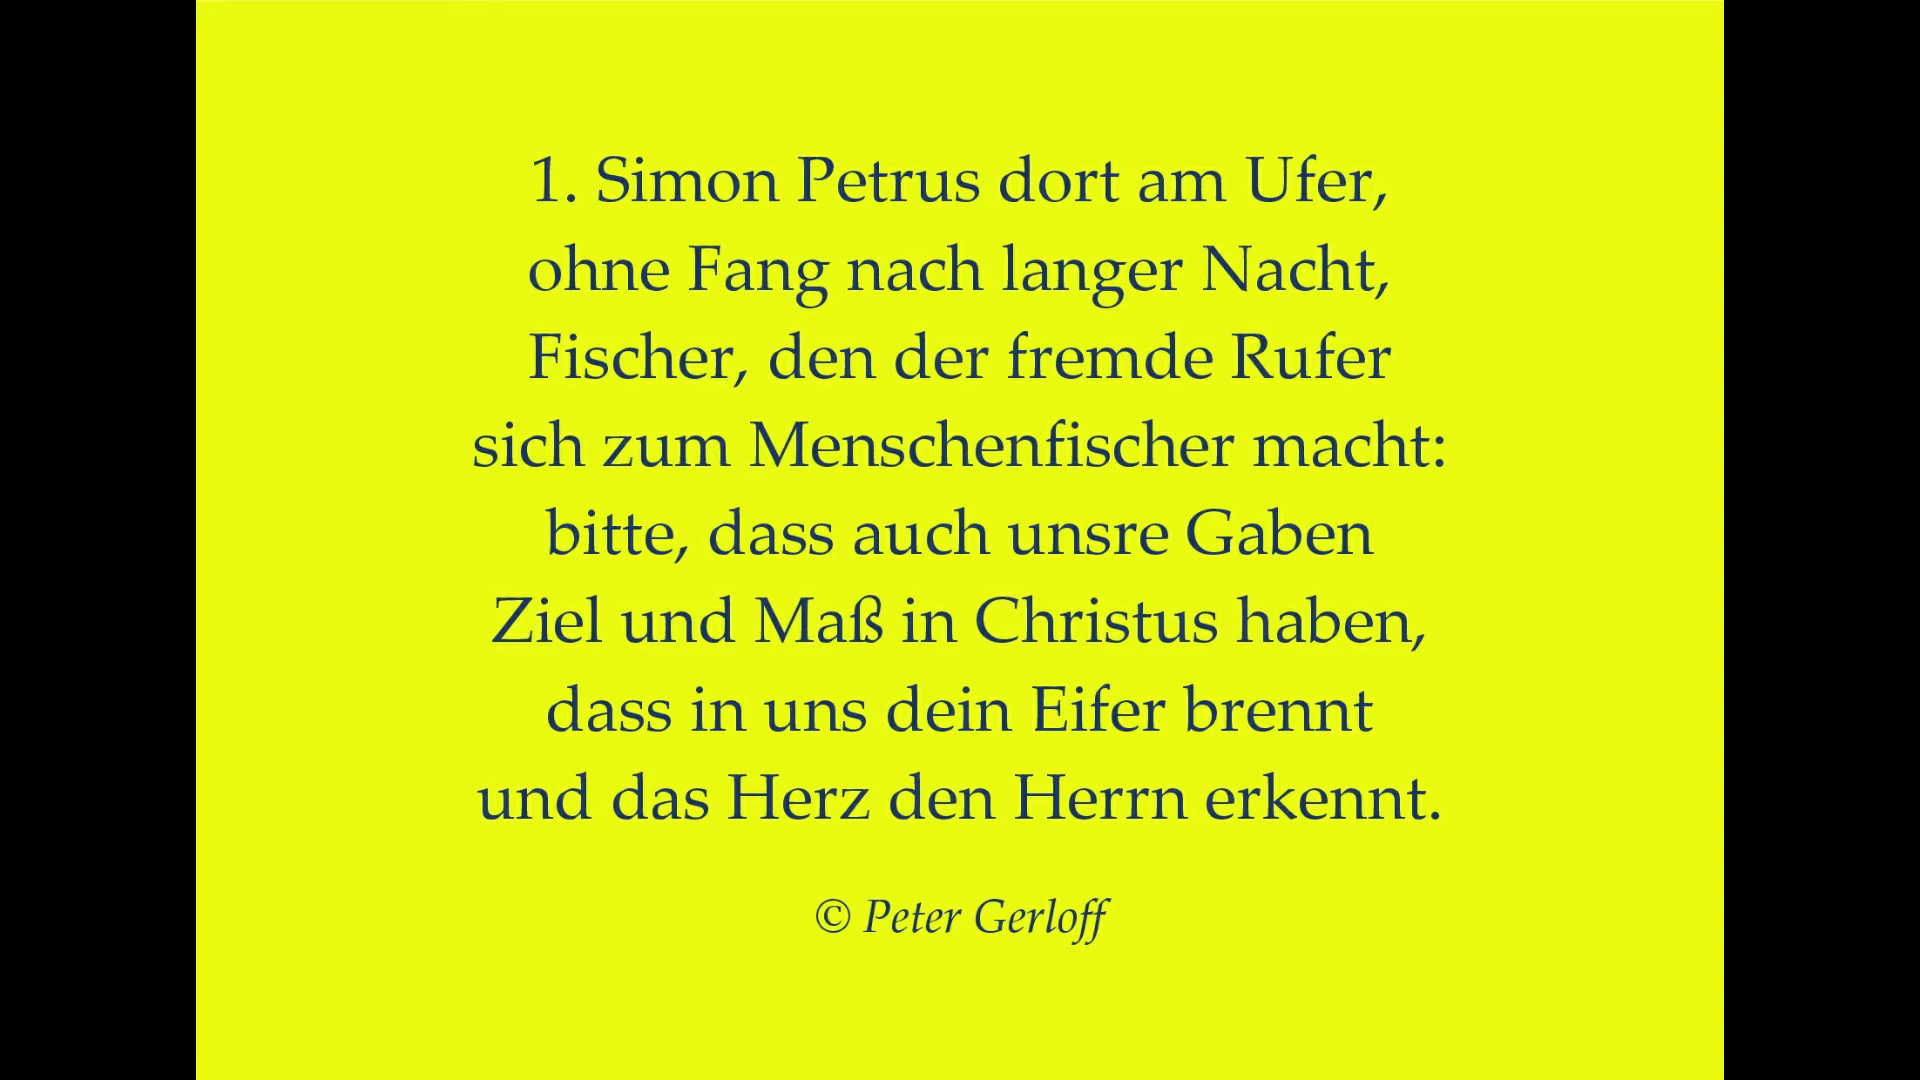 1. Simon Petrus dort am Ufer,
ohne Fang nach langer Nacht,
Fischer, den der fremde Rufer
sich zum Menschenfischer macht:
bitte, dass auch unsre Gaben
Ziel und Maß in Christus haben,
dass in uns dein Eifer brennt
und das Herz den Herrn erkennt.
© Peter Gerloff